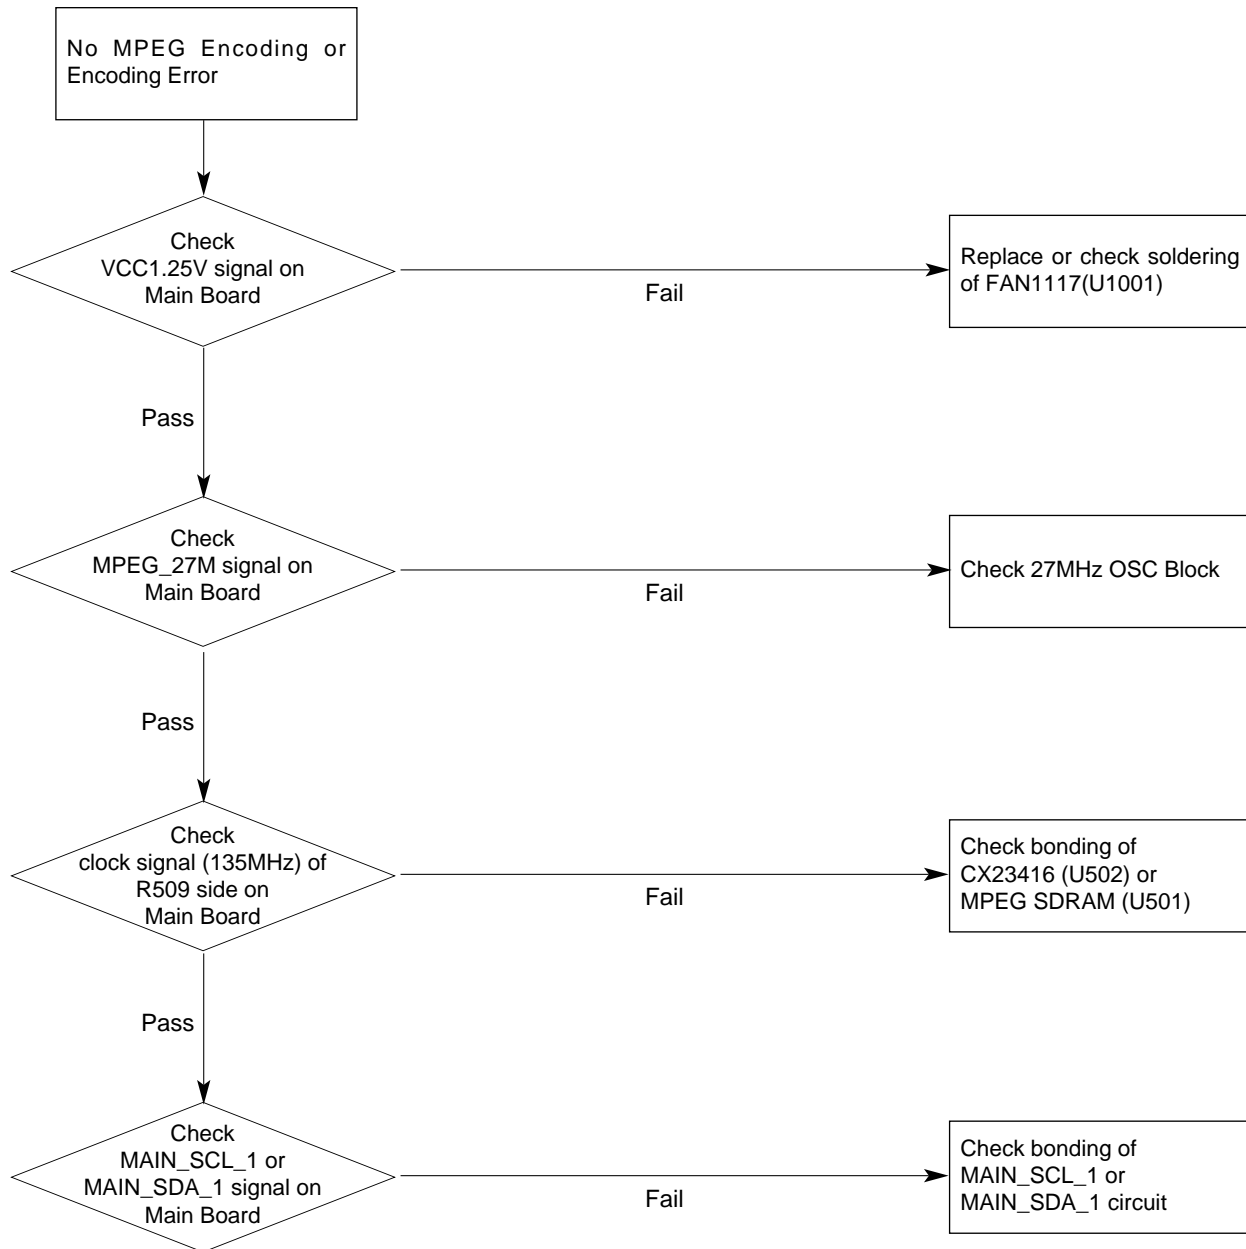 No MPEG Encoding or
Encoding Error
Check
VCC1.25V signal on
Main Board
Fail
Replace or check soldering
of FAN1117(U1001)
Pass
Check
MPEG_27M signal on
Main Board
Fail
Check 27MHz OSC Block
Pass
Check
clock signal (135MHz) of
R509 side on
Main Board
Fail
Check bonding of
CX23416 (U502) or
MPEG SDRAM (U501)
Pass
Check
MAIN_SCL_1 or
MAIN_SDA_1 signal on
Main Board
Fail
Check bonding of
MAIN_SCL_1 or
MAIN_SDA_1 circuit